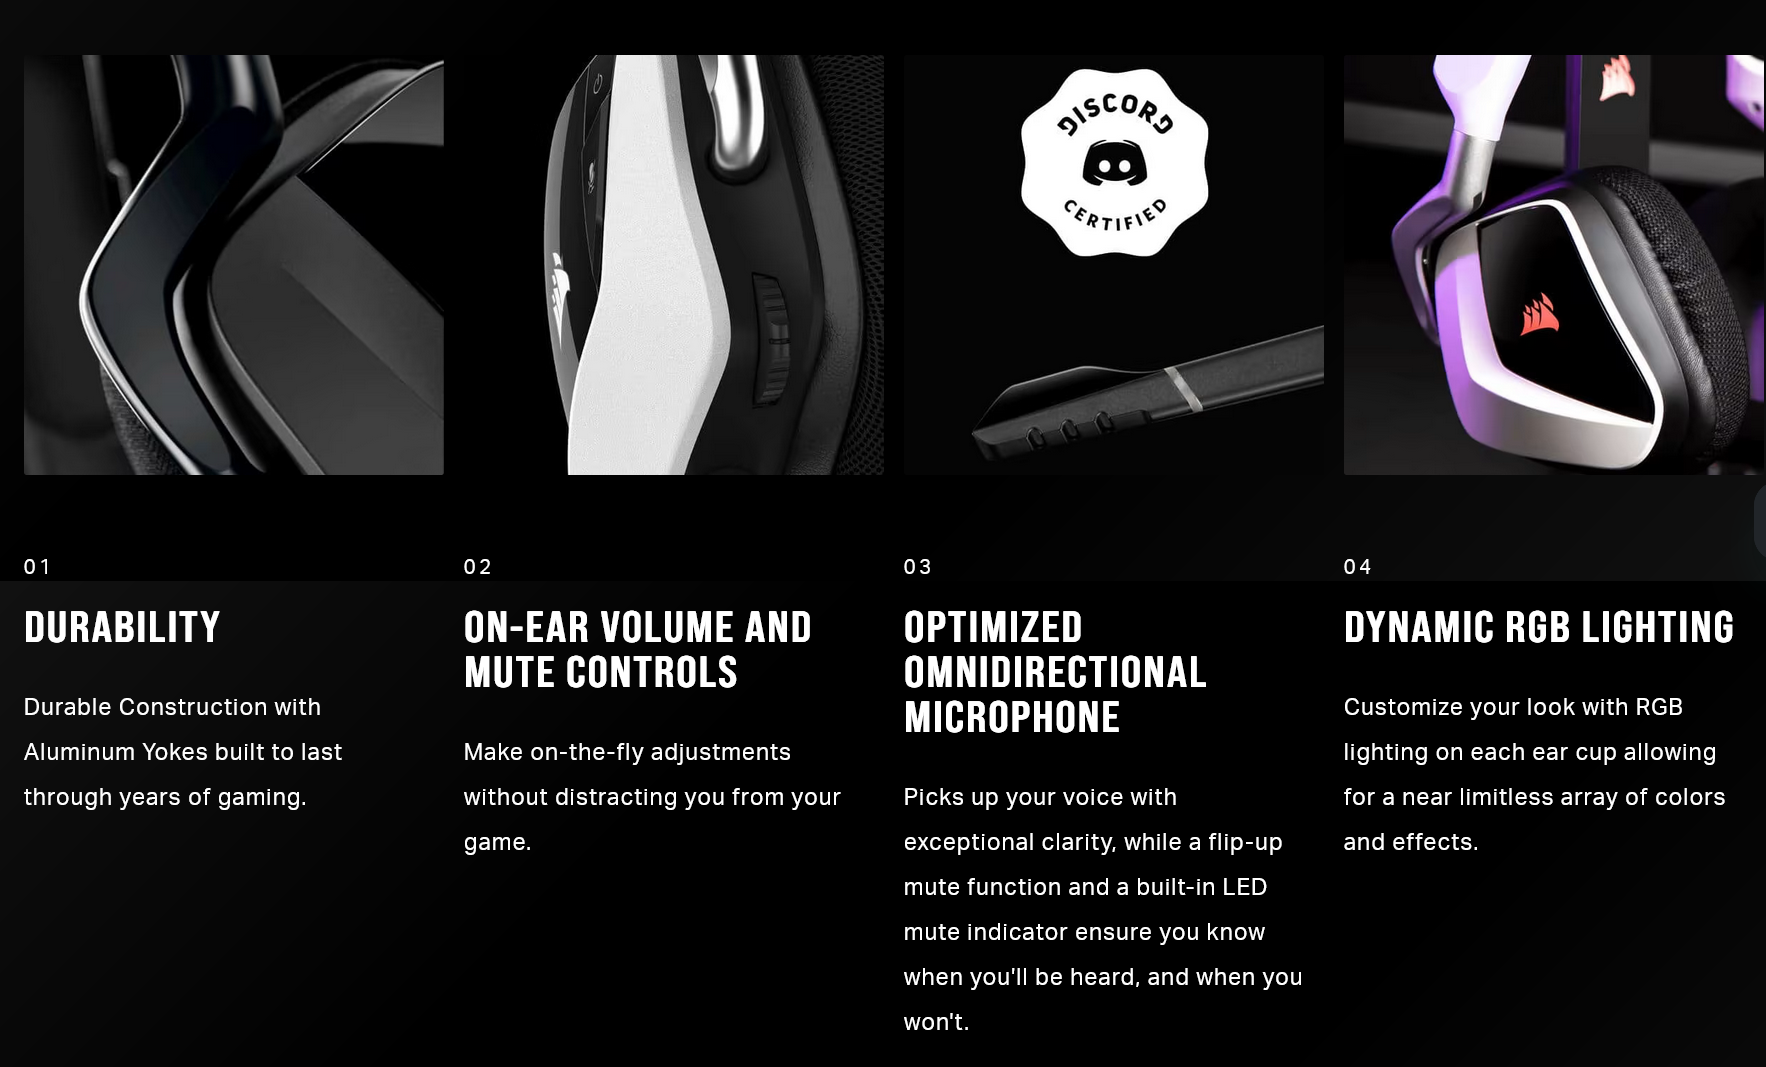 DISCORD
CERTIFIED
01
DURABILITY
Durable Construction with
Aluminum Yokes built to last
through years of gaming.
02
ON-EAR VOLUME AND
MUTE CONTROLS
Make on-the-fly adjustments
without distracting you from your
game.
03
OPTIMIZED
OMNIDIRECTIONAL
MICROPHONE
Picks up your voice with
exceptional clarity, while a flip-up
mute function and a built-in LED
mute indicator ensure you know
when you'll be heard, and when you
won't.
04
DYNAMIC RGB LIGHTING
Customize your look with RGB
lighting on each ear cup allowing
for a near limitless array of colors
and effects.